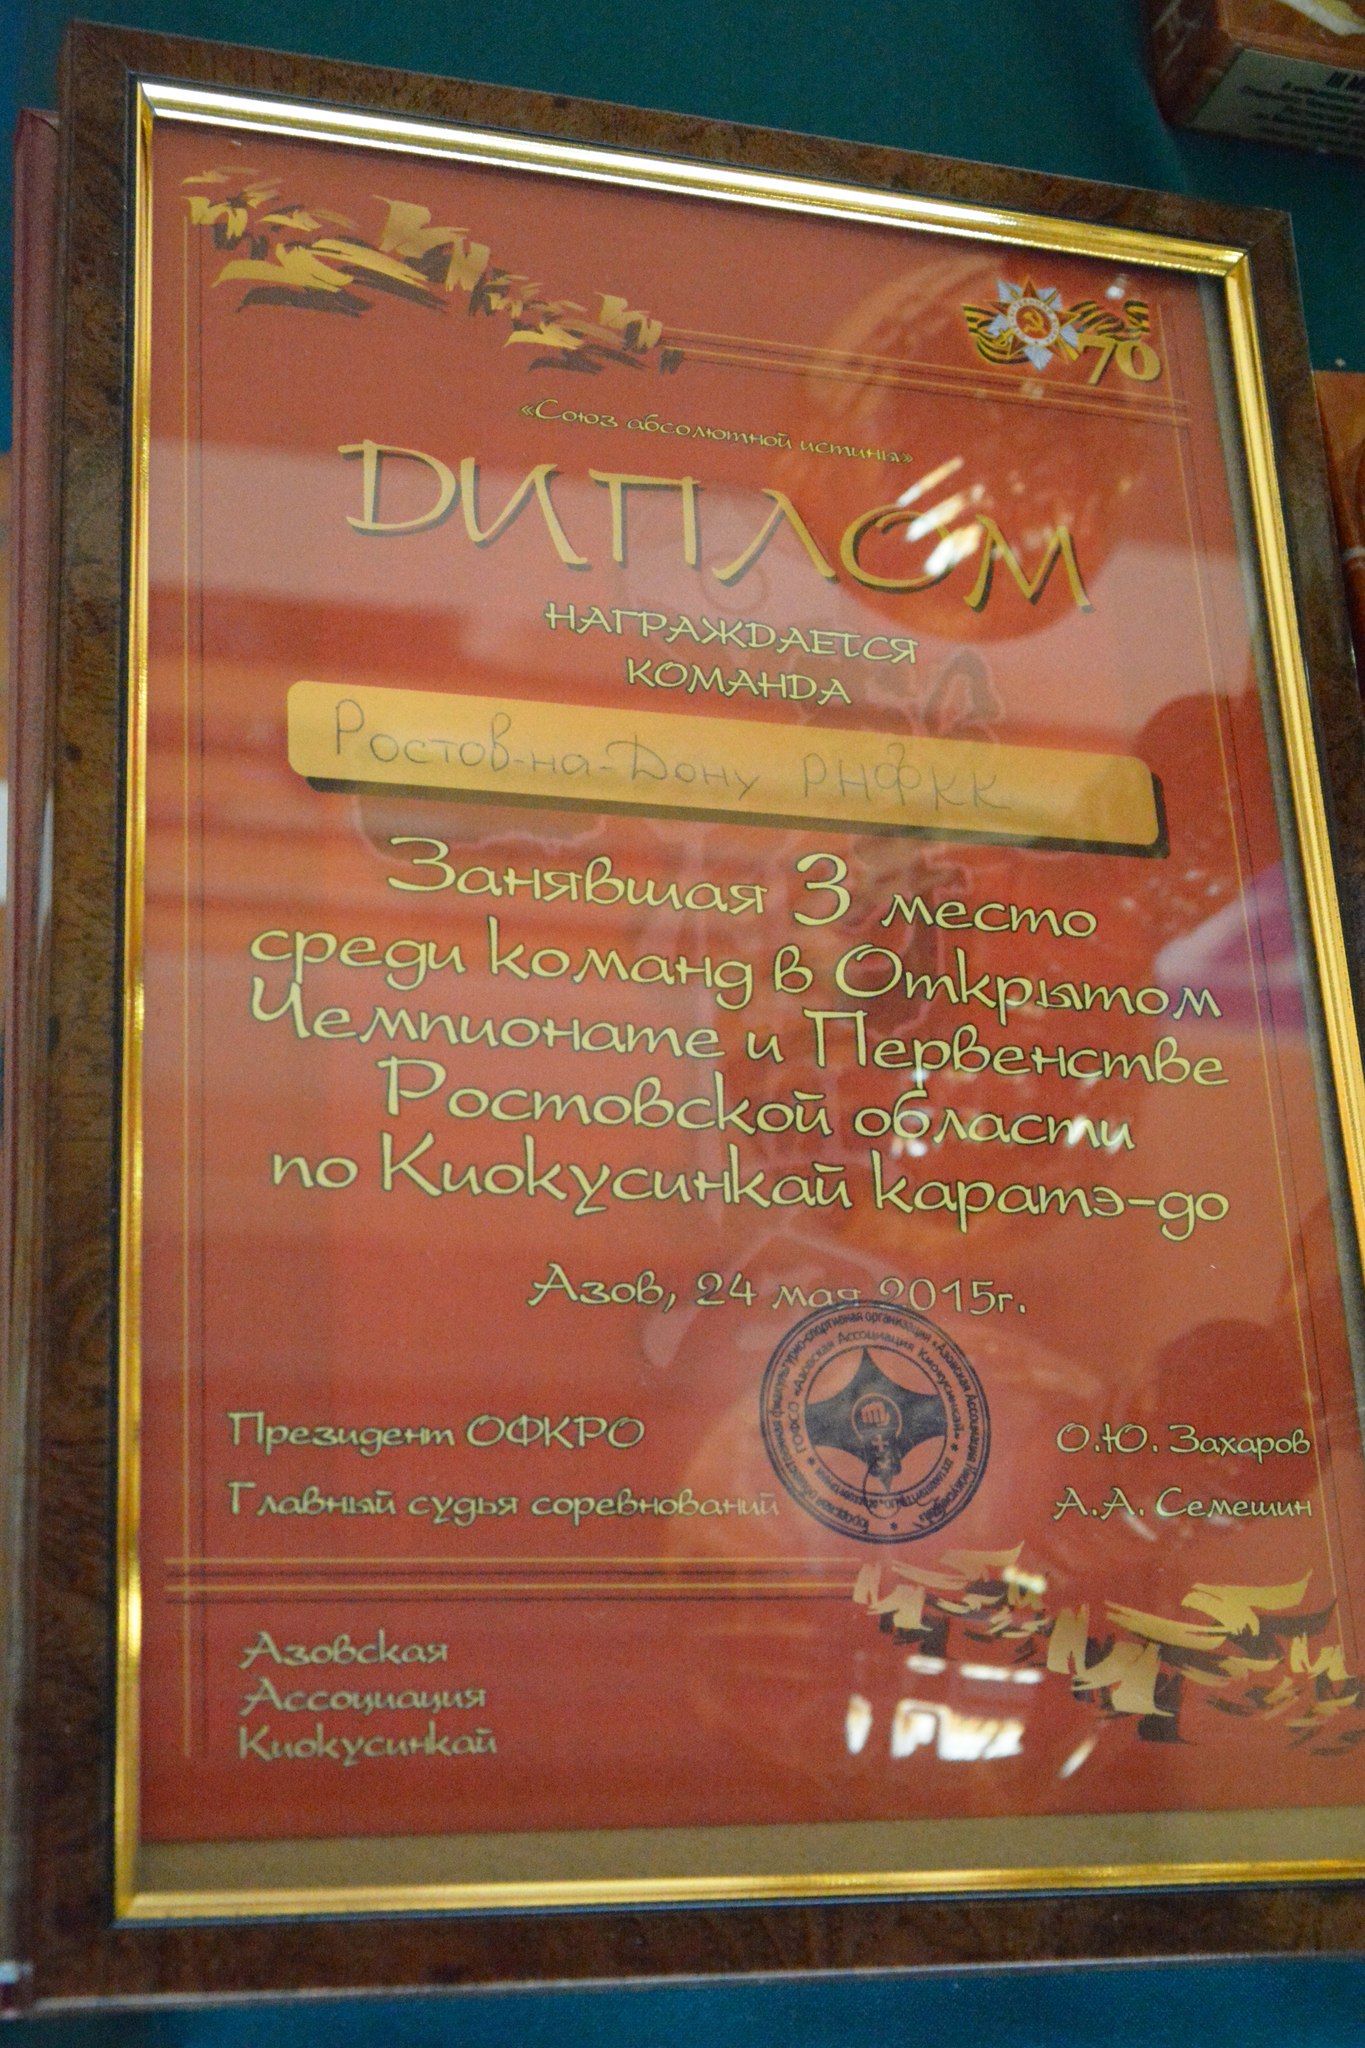 70
«Союз абсолютной истины»
ДИПЛОМ
НАГРАЖДАЕТСЯ
КОМАНДА
Ростов-на-Дону РНФКК
Занявшая 3 место
среди команд в Открытом
Чемпионате и Первенстве
Ростовской области
по Киокусинкай каратэ-до
Азов, 24 мая 2015г.
Президент ОФКРО О.Ю. Захаров
Главный судья соревнований А.А. Семешин
Азовская
Ассоциация
Киокусинкай